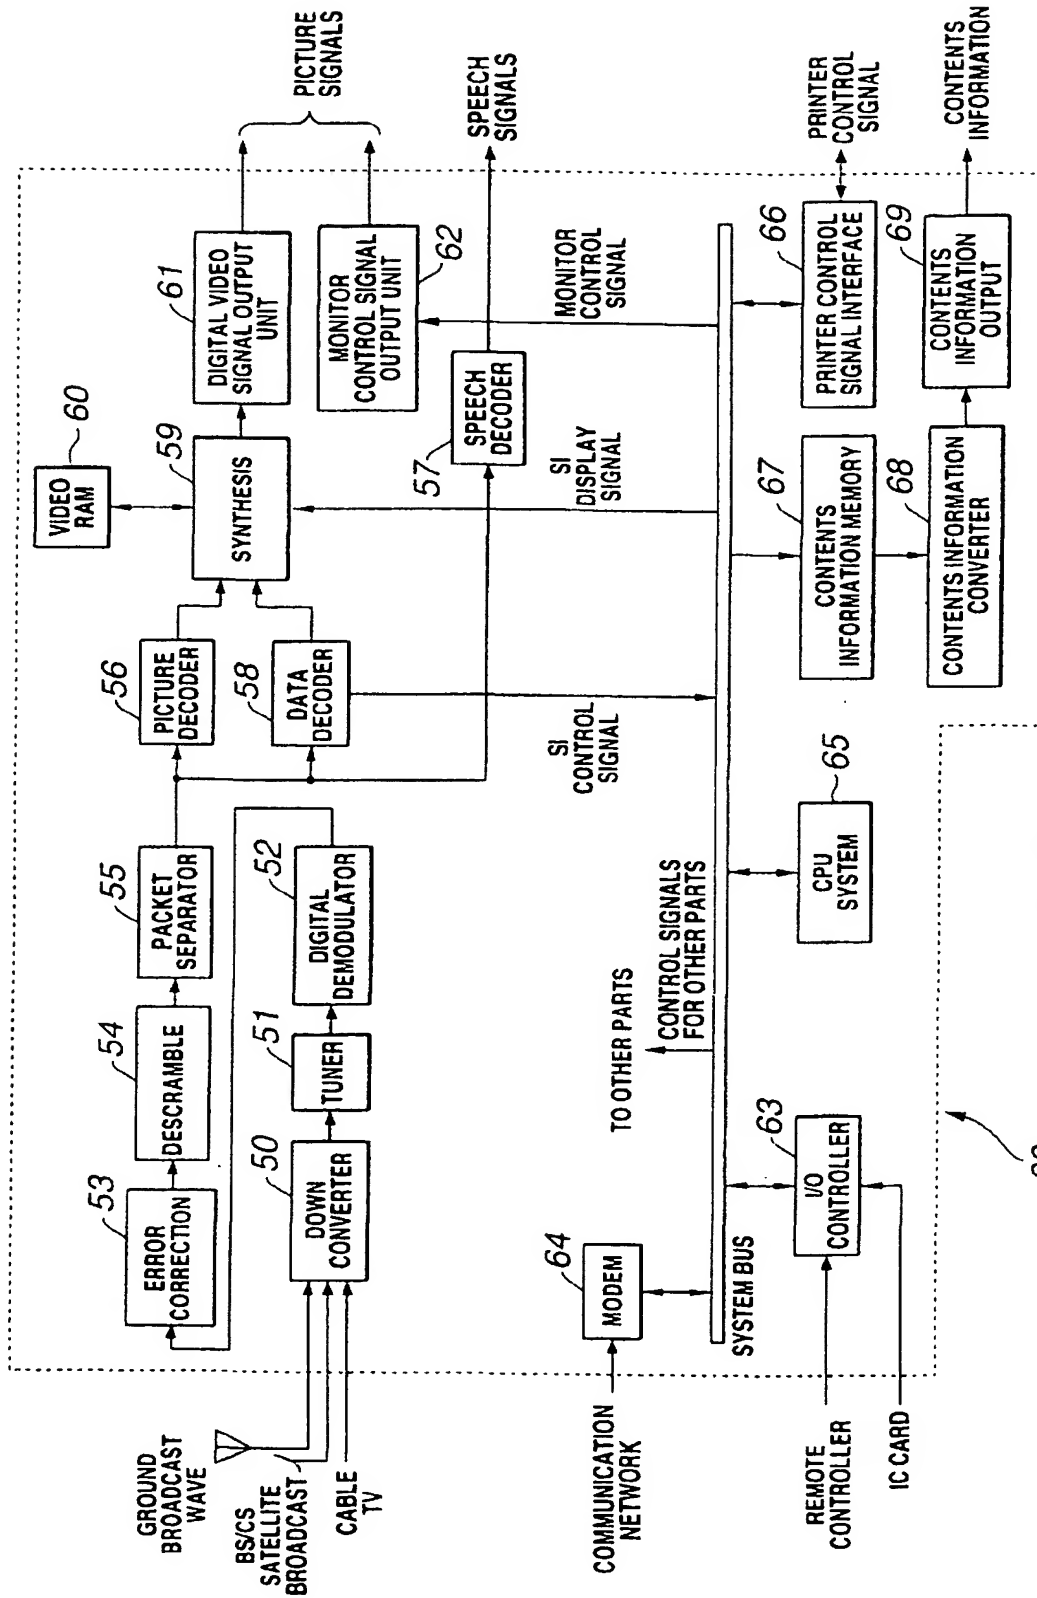 GROUND
BROADCAST
WAVE
BS/CS
SATELLITE
BROADCAST
CABLE
TV
53
ERROR
CORRECTION
54
DESCRAMBLE
55
PACKET
SEPARATOR
50
DOWN
CONVERTER
51
TUNER
52
DIGITAL
DEMODULATOR
56
PICTURE
DECODER
58
DATA
DECODER
60
VIDEO
RAM
59
SYNTHESIS
61
DIGITAL VIDEO
SIGNAL OUTPUT
UNIT
PICTURE
SIGNALS
MONITOR
CONTROL SIGNAL
OUTPUT UNIT
62
57
SPEECH
DECODER
SPEECH
SIGNALS
SI
CONTROL
SIGNAL
SI
DISPLAY
SIGNAL
MONITOR
CONTROL
SIGNAL
COMMUNICATION
NETWORK
64
MODEM
TO OTHER PARTS
CONTROL SIGNALS
FOR OTHER PARTS
SYSTEM BUS
REMOTE
CONTROLLER
IC CARD
63
I/O
CONTROLLER
65
CPU
SYSTEM
67
CONTENTS
INFORMATION MEMORY
66
PRINTER CONTROL
SIGNAL INTERFACE
PRINTER
CONTROL
SIGNAL
68
CONTENTS INFORMATION
CONVERTER
69
CONTENTS
INFORMATION
OUTPUT
CONTENTS
INFORMATION